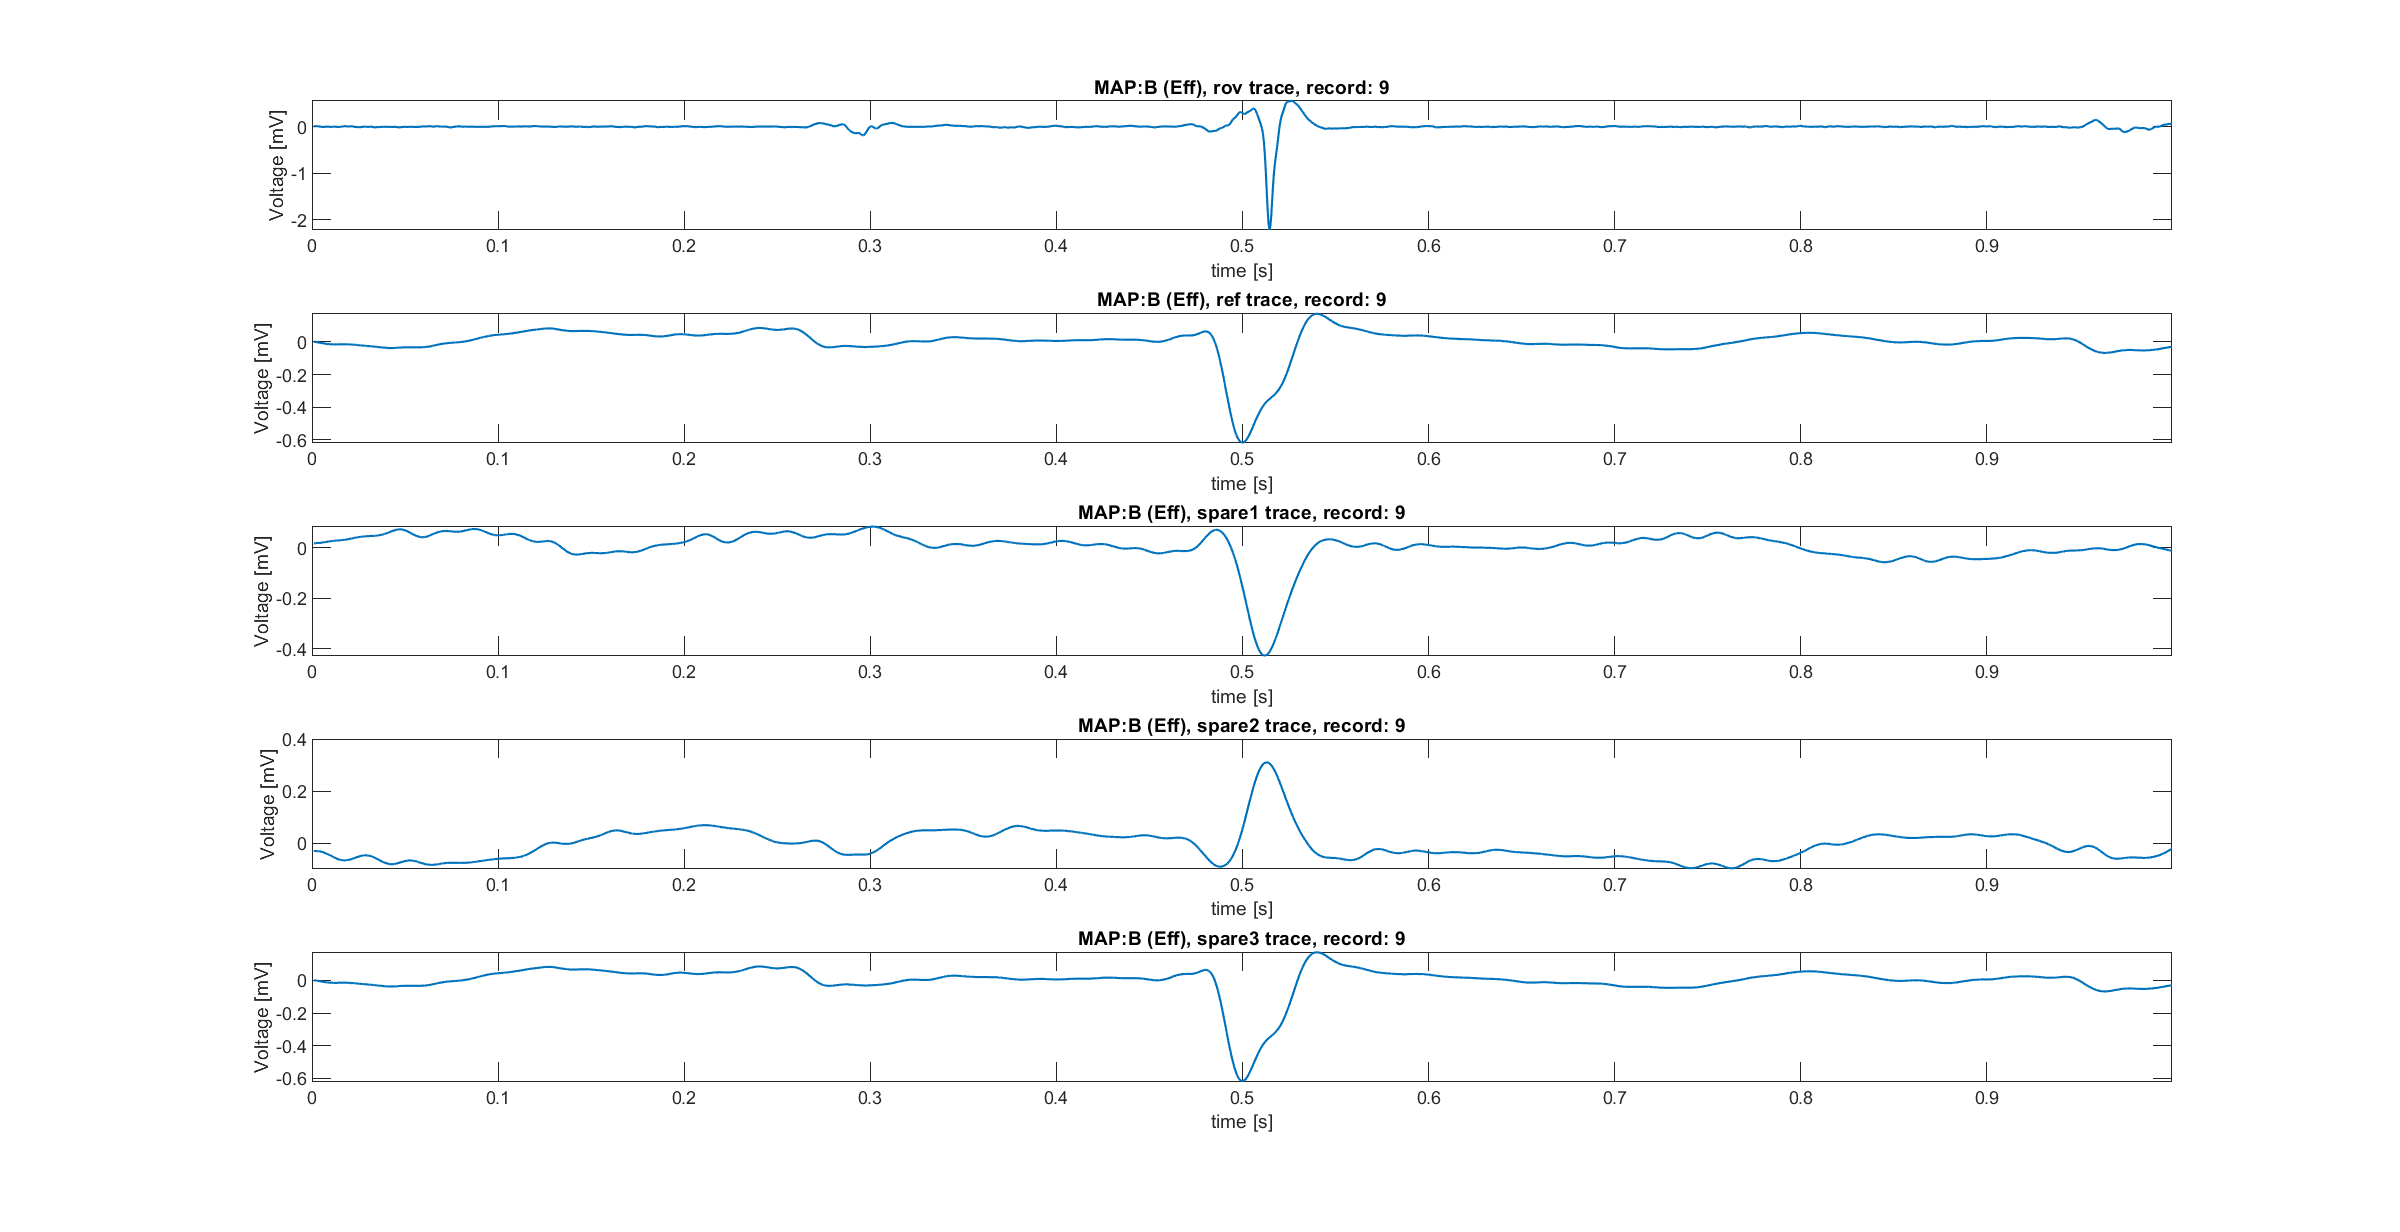 MAP:B (Eff), rov trace, record: 9
Voltage [mV]
0
-1
-2
0 0.1 0.2 0.3 0.4 0.5 0.6 0.7 0.8 0.9
time [s]
MAP:B (Eff), ref trace, record: 9
Voltage [mV]
0
-0.2
-0.4
-0.6
0 0.1 0.2 0.3 0.4 0.5 0.6 0.7 0.8 0.9
time [s]
MAP:B (Eff), spare1 trace, record: 9
Voltage [mV]
0
-0.2
-0.4
0 0.1 0.2 0.3 0.4 0.5 0.6 0.7 0.8 0.9
time [s]
MAP:B (Eff), spare2 trace, record: 9
Voltage [mV]
0.4
0.2
0
0 0.1 0.2 0.3 0.4 0.5 0.6 0.7 0.8 0.9
time [s]
MAP:B (Eff), spare3 trace, record: 9
Voltage [mV]
0
-0.2
-0.4
-0.6
0 0.1 0.2 0.3 0.4 0.5 0.6 0.7 0.8 0.9
time [s]